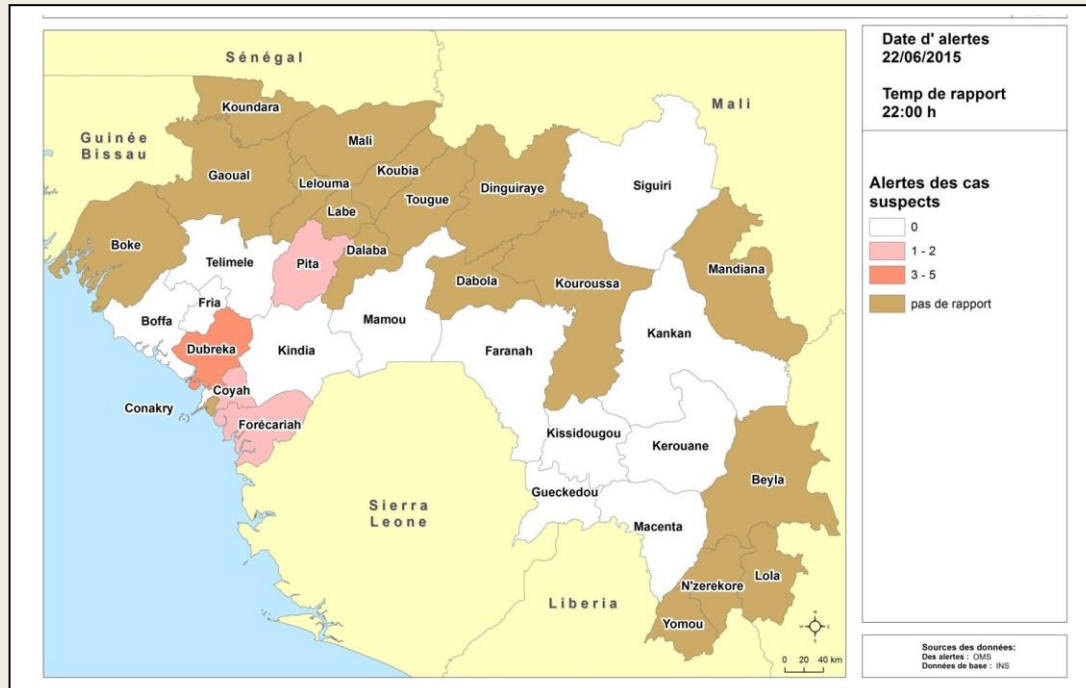 Sénégal
Mali
Guinée
Bissau
Koundara
Mali
Koubia
Gaoual
Lelouma
Tougue
Dinguiraye
Siguiri
Labe
Boke
Dalaba
Telimele
Pita
Dabola
Kouroussa
Mandiana
Fria
Boffa
Mamou
Kankan
Dubreka
Kindia
Faranah
Coyah
Conakry
Forécariah
Kissidougou
Kerouane
Beyla
Gueckedou
Sierra
Leone
Macenta
N'zerekore
Lola
Liberia
Yomou
N
W
E
S
0 20 40 km
Date d' alertes
22/06/2015
Temp de rapport
22:00 h
Alertes des cas
suspects
0
1 - 2
3 - 5
pas de rapport
Sources des données:
Des alertes : OMS
Données de base : INS